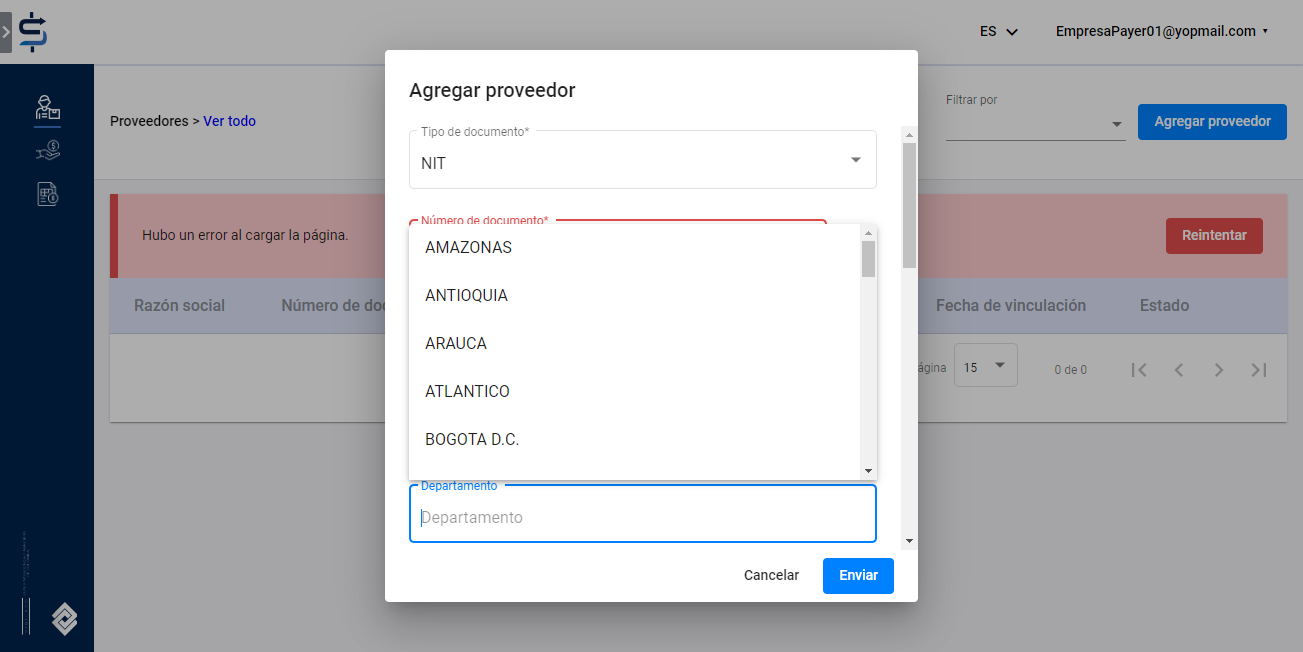 ES
EmpresaPayer01@yopmail.com
Proveedores > Ver todo
Filtrar por
Agregar proveedor
Hubo un error al cargar la página.
Reintentar
Razón social
Número de doc
Fecha de vinculación
Estado
ágina
15
0 de 0
Agregar proveedor
Tipo de documento*
NIT
Número de documento*
AMAZONAS
ANTIOQUIA
ARAUCA
ATLANTICO
BOGOTA D.C.
Departamento
Departamento
Cancelar
Enviar